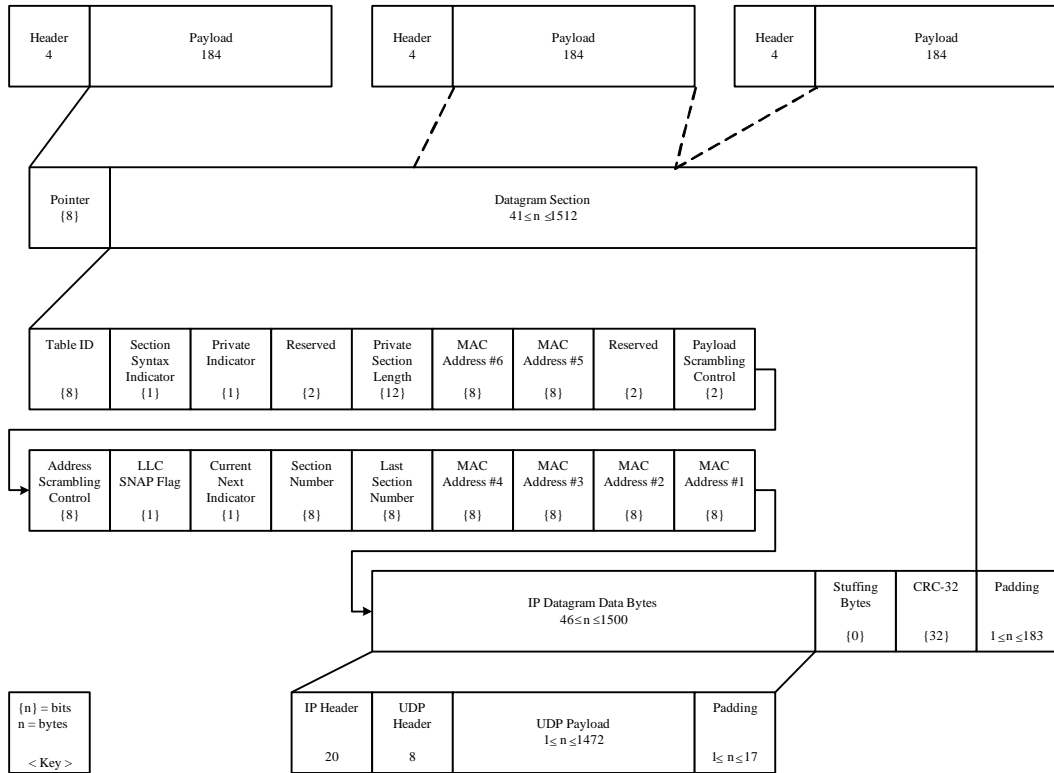 Header
4
Payload
184
Header
4
Payload
184
Header
4
Payload
184
Pointer
{8}
Datagram Section
41≤ n ≤1512
Table ID
{8}
Section
Syntax
Indicator
{1}
Private
Indicator
{1}
Reserved
{2}
Private
Section
Length
{12}
MAC
Address #6
{8}
MAC
Address #5
{8}
Reserved
{2}
Payload
Scrambling
Control
{2}
Address
Scrambling
Control
{8}
LLC
SNAP Flag
{1}
Current
Next
Indicator
{1}
Section
Number
{8}
Last
Section
Number
{8}
MAC
Address #4
{8}
MAC
Address #3
{8}
MAC
Address #2
{8}
MAC
Address #1
{8}
IP Datagram Data Bytes
46≤n ≤1500
Stuffing
Bytes
{0}
CRC-32
{32}
Padding
1≤n ≤183
IP Header
20
UDP
Header
8
UDP Payload
1≤ n ≤1472
Padding
1≤ n ≤17
{n} = bits
n = bytes
< Key >